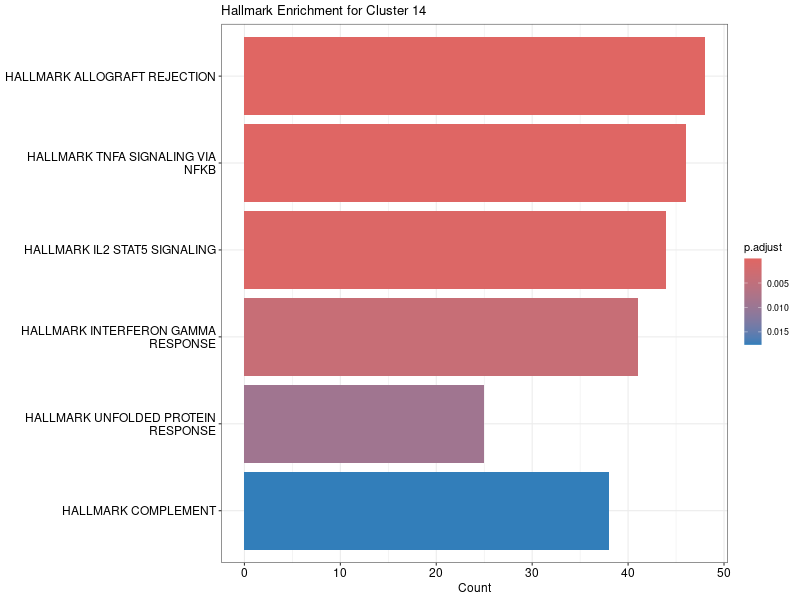 Hallmark Enrichment for Cluster 14
HALLMARK ALLOGRAFT REJECTION
HALLMARK TNFA SIGNALING VIA
NFKB
HALLMARK IL2 STAT5 SIGNALING
HALLMARK INTERFERON GAMMA
RESPONSE
HALLMARK UNFOLDED PROTEIN
RESPONSE
HALLMARK COMPLEMENT
0 10 20 30 40 50
Count
p.adjust
0.005
0.010
0.015